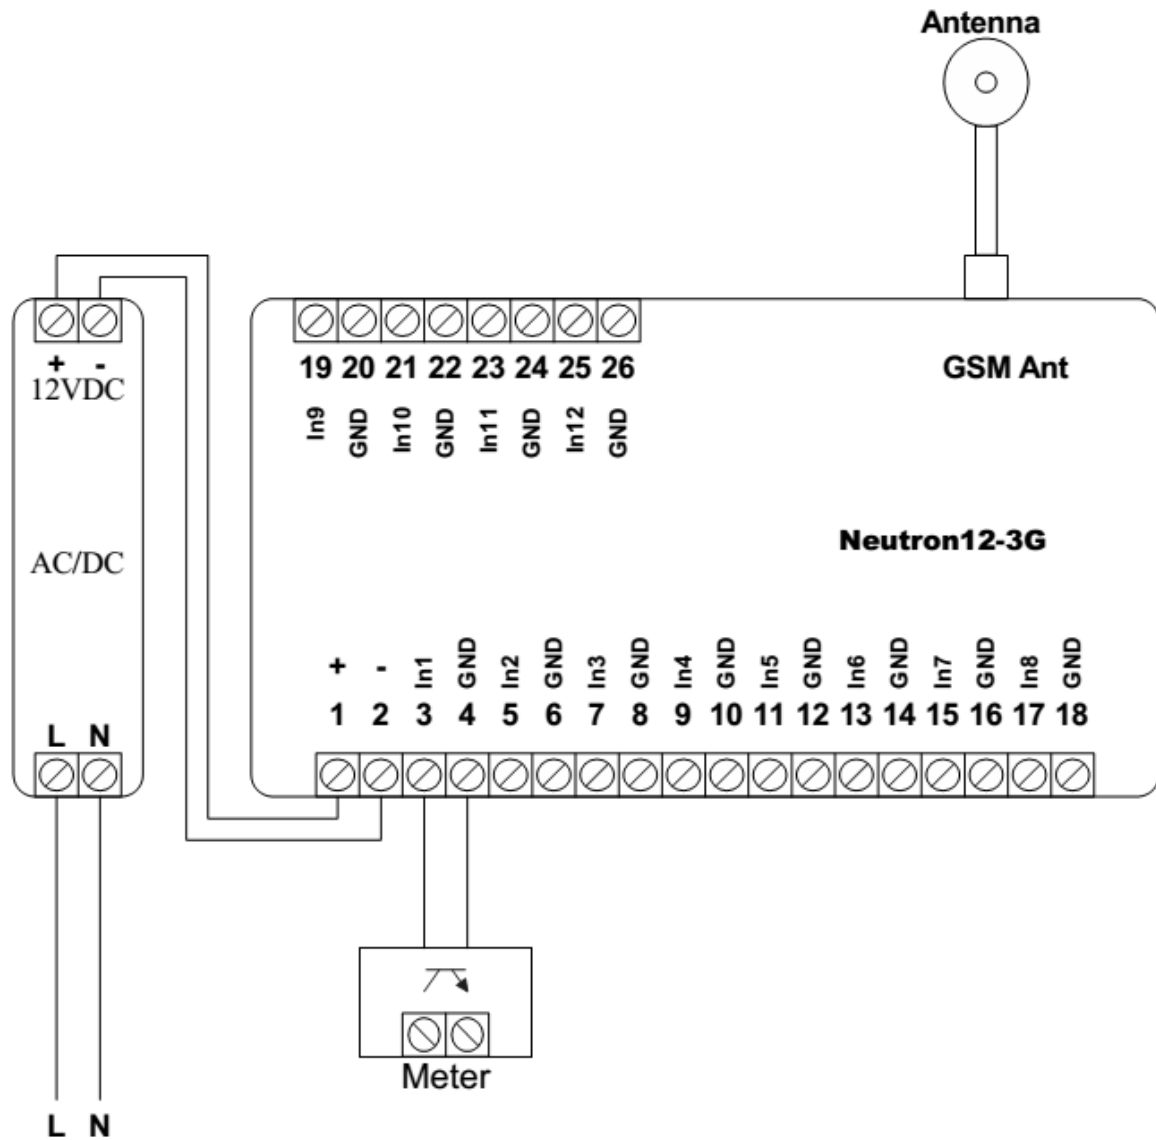 Antenna
+ -
12VDC
19 20 21 22 23 24 25 26
GSM Ant
In9 GND In10 GND In11 GND In12 GND
Neutron12-3G
AC/DC
+ - In1 GND In2 GND In3 GND In4 GND In5 GND In6 GND In7 GND In8 GND
1 2 3 4 5 6 7 8 9 10 11 12 13 14 15 16 17 18
L N
Meter
L N